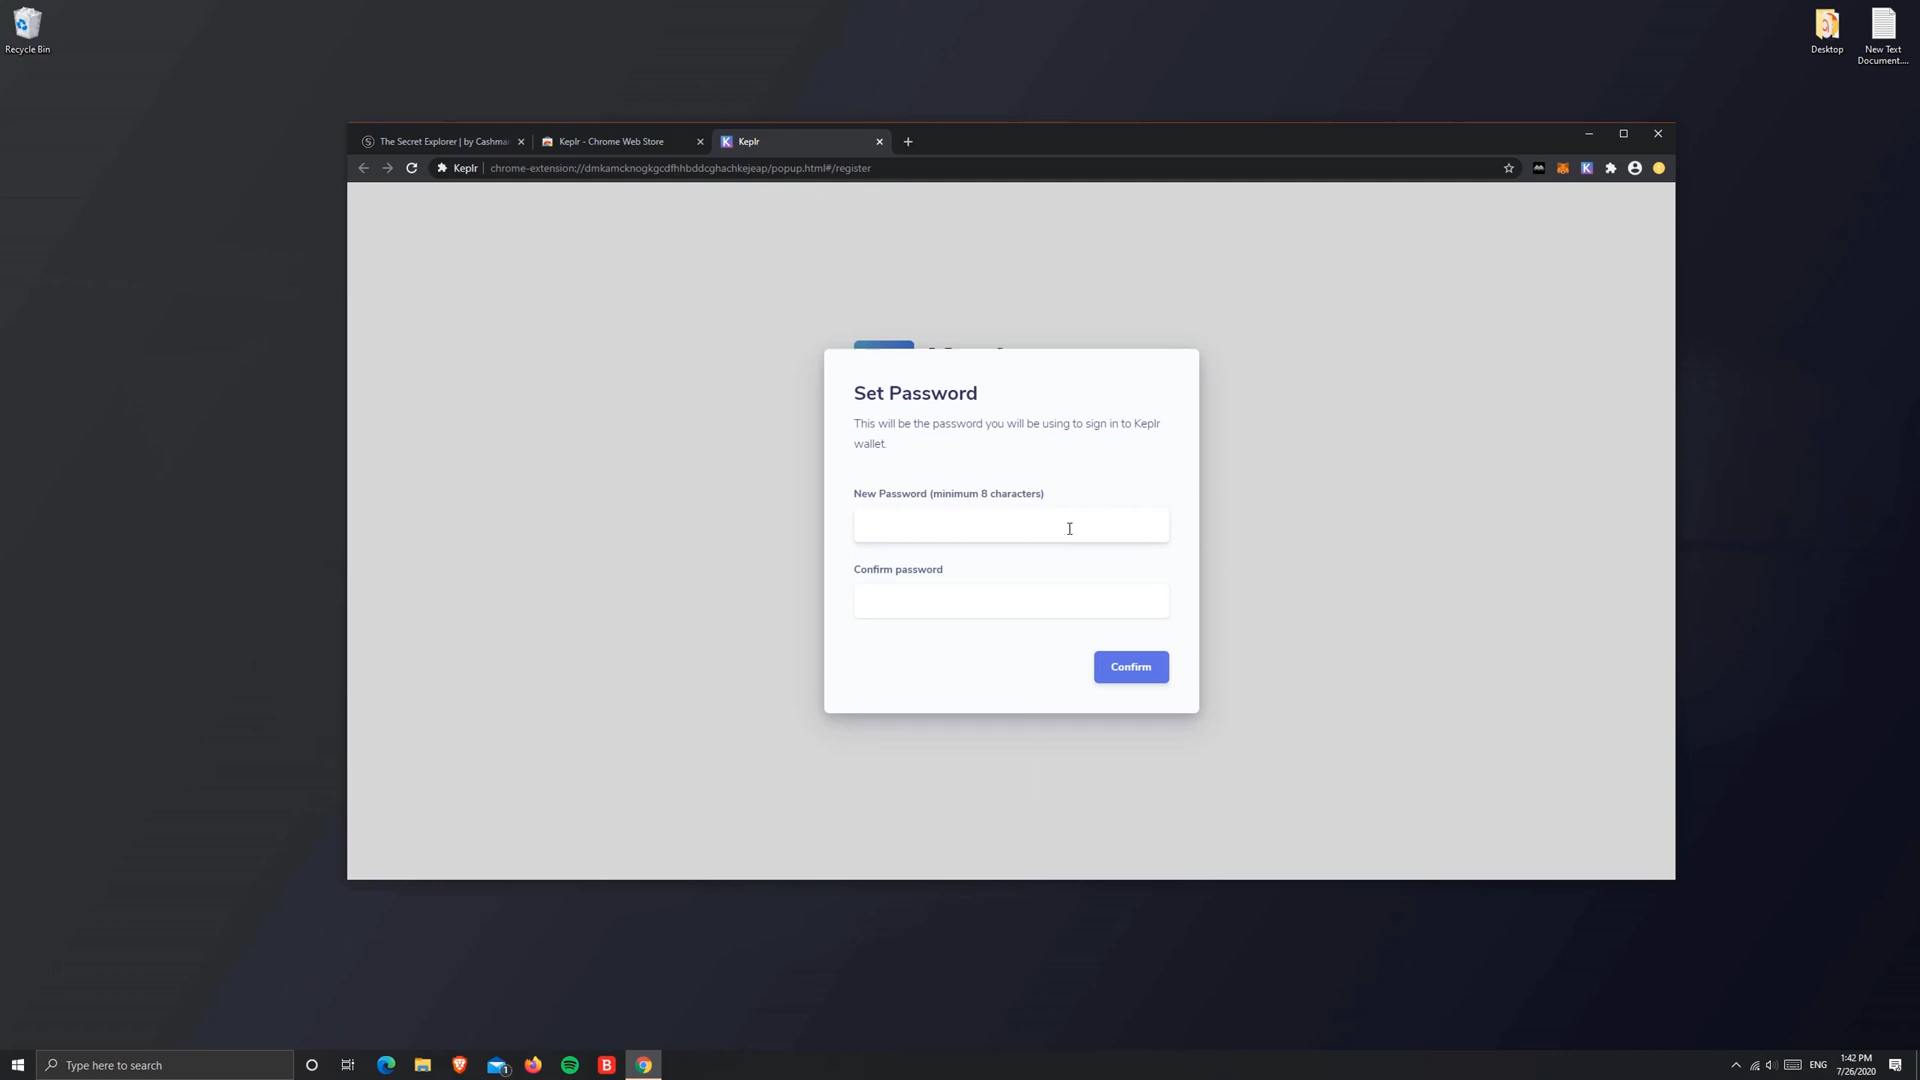 Recycle Bin
Desktop
New Text
Document....
The Secret Explorer | by Cashma
Keplr - Chrome Web Store
Keplr
Keplr
chrome-extension://dmkamcknogkgcdfhhbddcghachkejeap/popup.html#/register
Set Password
This will be the password you will be using to sign in to Keplr
wallet.
New Password (minimum 8 characters)
Confirm password
Confirm
Type here to search
1
B
ENG
1:42 PM
7/26/2020